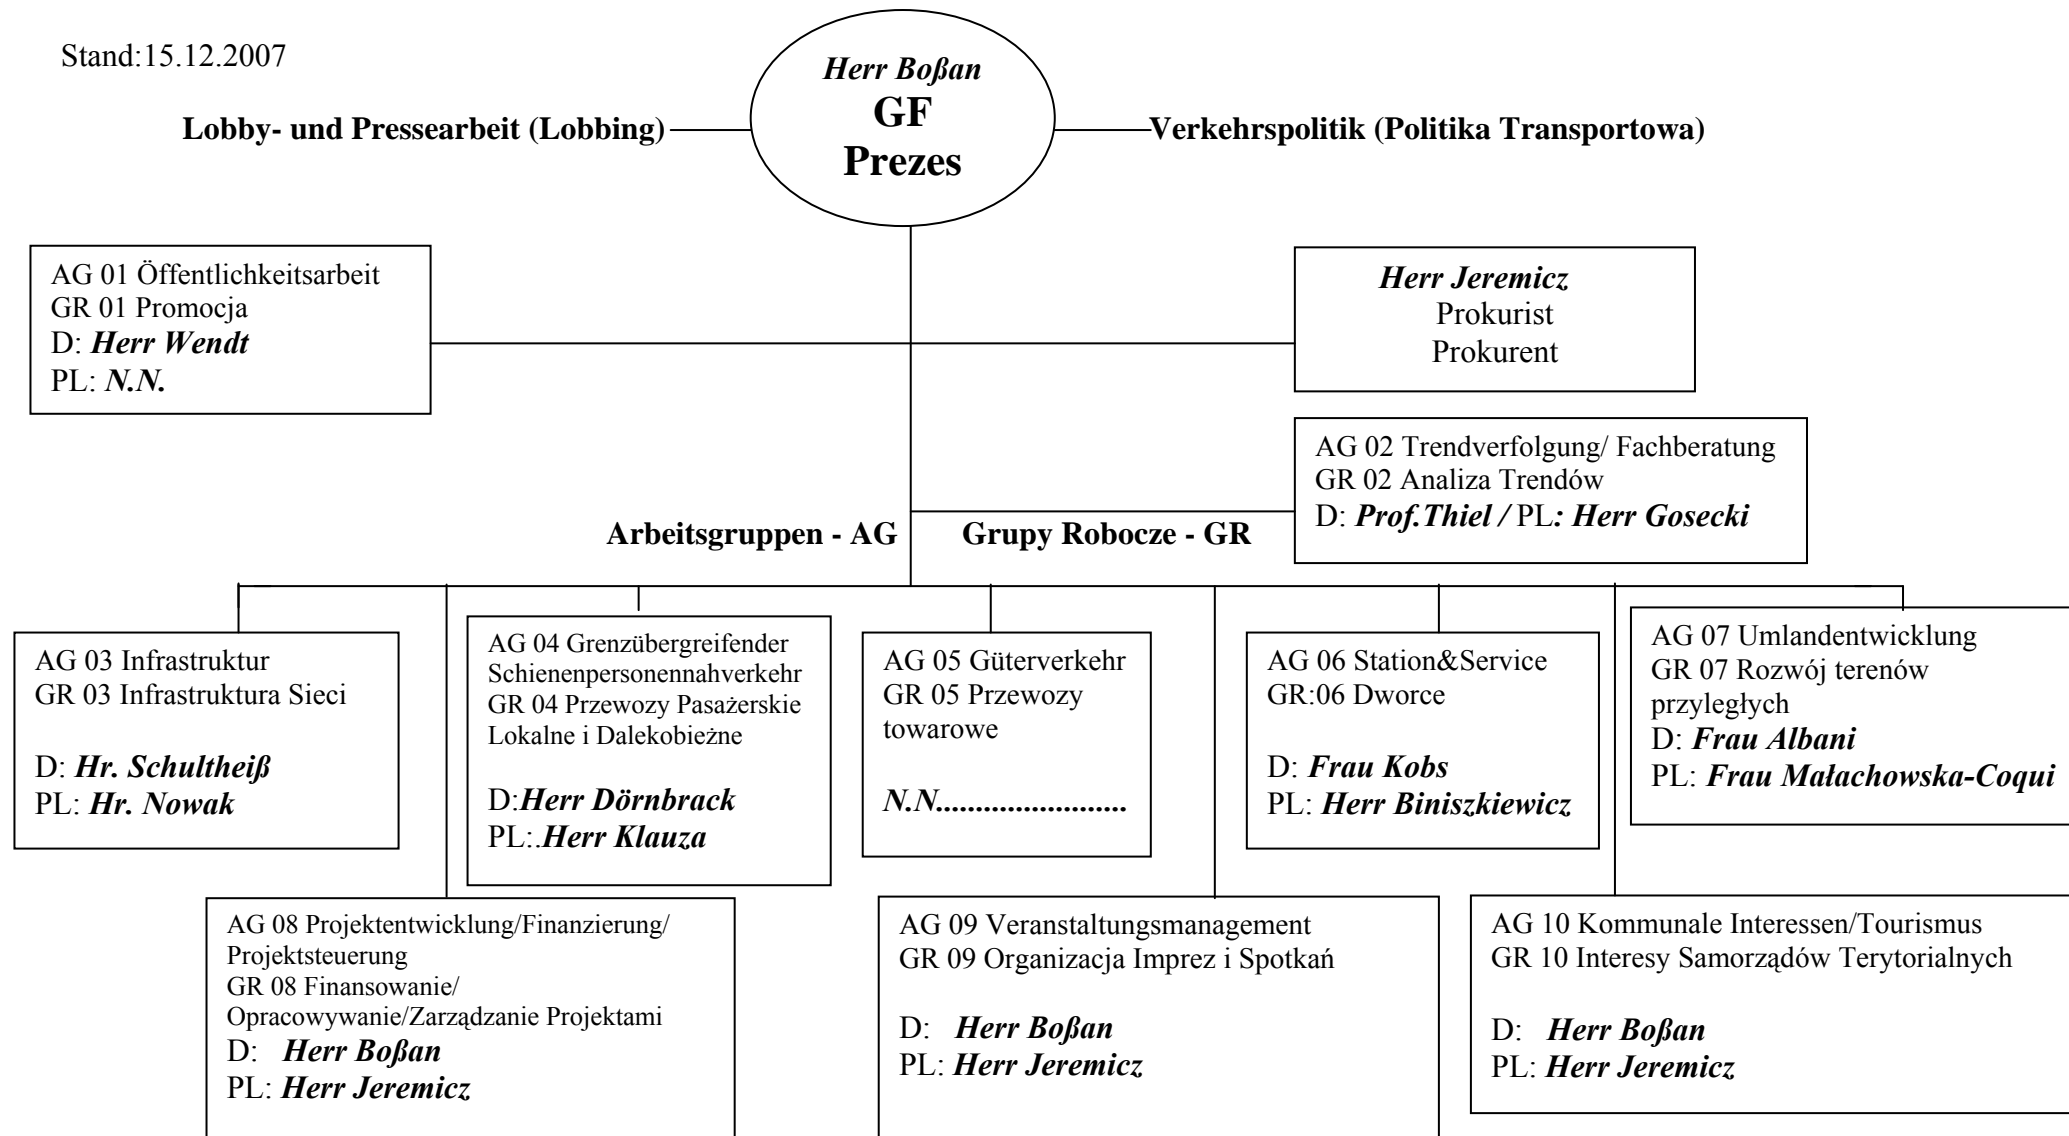 Stand:15.12.2007
Herr Boßan
GF
Prezes
Lobby- und Pressearbeit (Lobbing)
Verkehrspolitik (Politika Transportowa)
AG 01 Öffentlichkeitsarbeit
GR 01 Promocja
D: Herr Wendt
PL: N.N.
Herr Jeremicz
Prokurist
Prokurent
AG 02 Trendverfolgung/ Fachberatung
GR 02 Analiza Trendów
D: Prof.Thiel / PL: Herr Gosecki
Arbeitsgruppen - AG
Grupy Robocze - GR
AG 03 Infrastruktur
GR 03 Infrastruktura Sieci
D: Hr. Schultheiß
PL: Hr. Nowak
AG 04 Grenzübergreifender
Schienenpersonennahverkehr
GR 04 Przewozy Pasażerskie
Lokalne i Dalekobieżne
D:Herr Dörnbrack
PL:.Herr Klauza
AG 05 Güterverkehr
GR 05 Przewozy
towarowe
N.N.........................
AG 06 Station&Service
GR:06 Dworce
D: Frau Kobs
PL: Herr Biniszkiewicz
AG 07 Umlandentwicklung
GR 07 Rozwój terenów
przyległych
D: Frau Albani
PL: Frau Małachowska-Coqui
AG 08 Projektentwicklung/Finanzierung/
Projektsteuerung
GR 08 Finansowanie/
Opracowywanie/Zarządzanie Projektami
D: Herr Boßan
PL: Herr Jeremicz
AG 09 Veranstaltungsmanagement
GR 09 Organizacja Imprez i Spotkań
D: Herr Boßan
PL: Herr Jeremicz
AG 10 Kommunale Interessen/Tourismus
GR 10 Interesy Samorządów Terytorialnych
D: Herr Boßan
PL: Herr Jeremicz